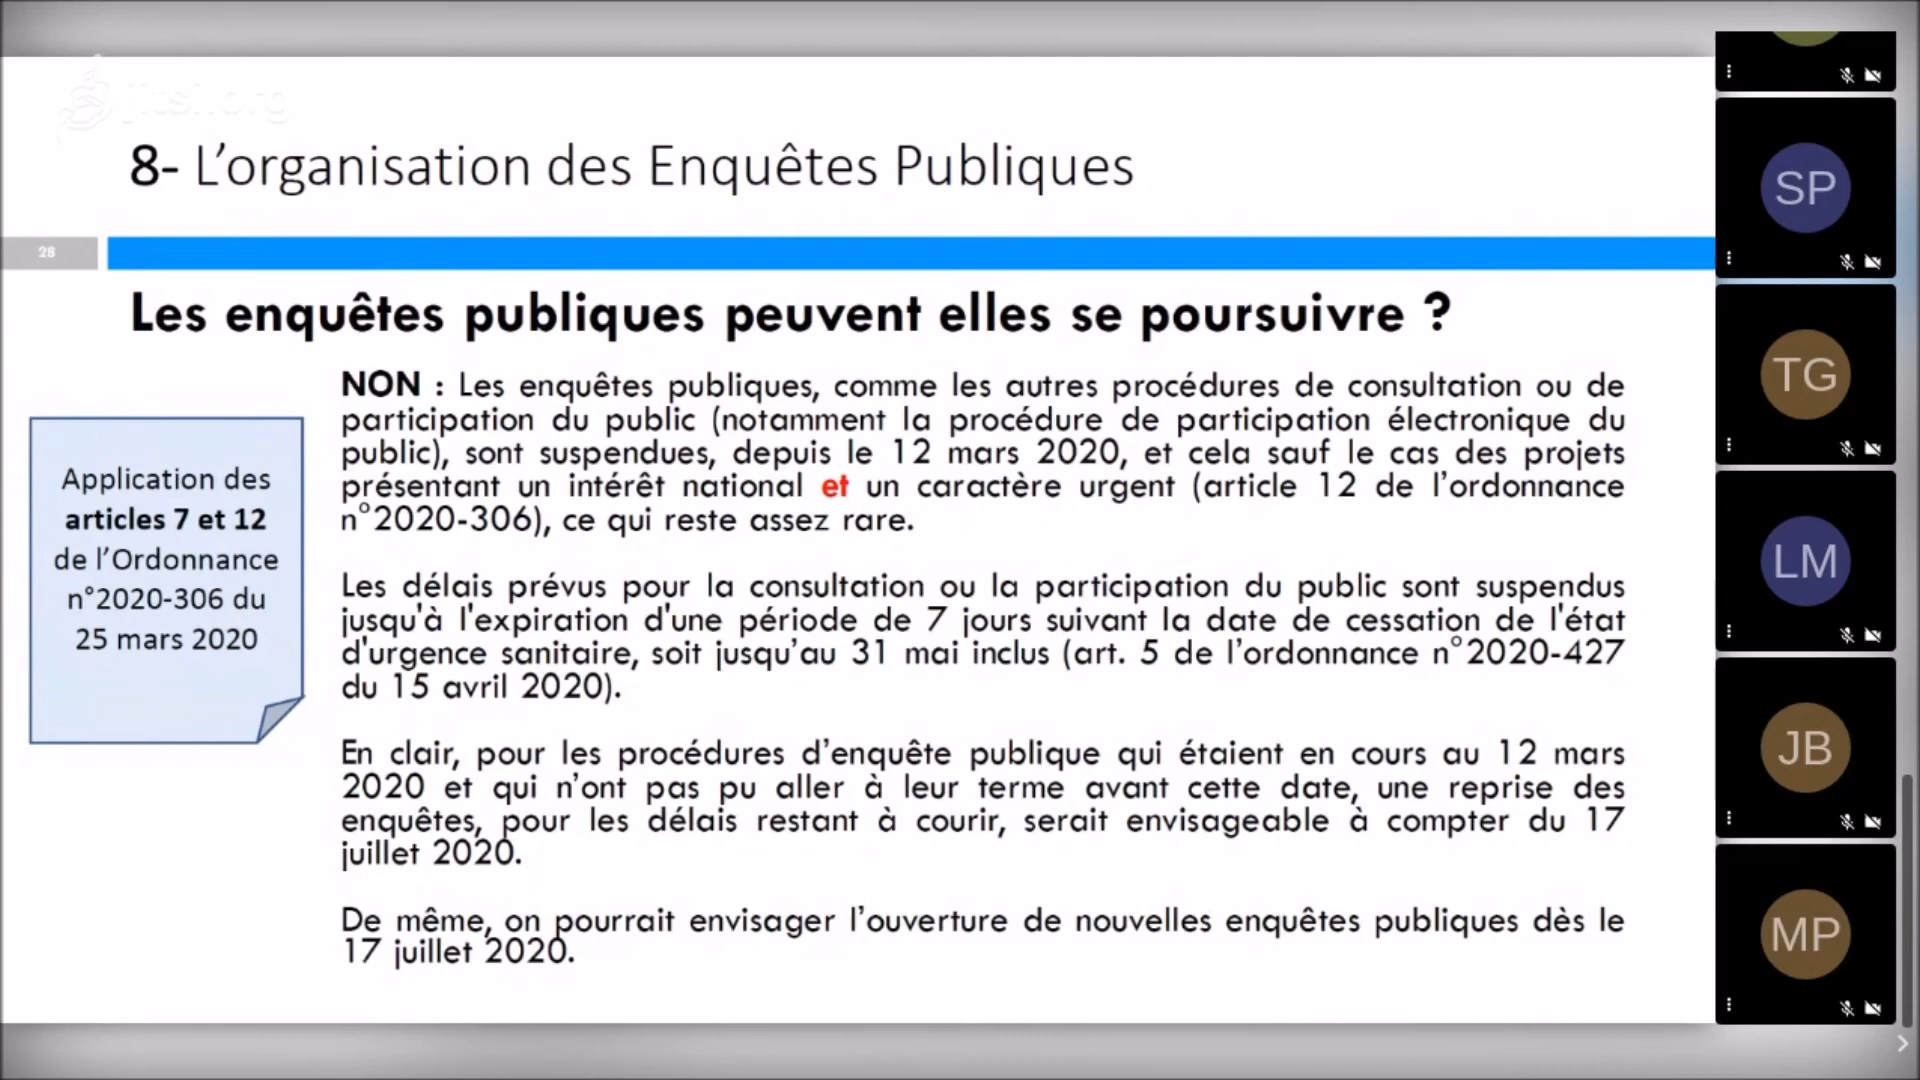 8- L’organisation des Enquêtes Publiques
28
Les enquêtes publiques peuvent elles se poursuivre ?
Application des
articles 7 et 12
de l’Ordonnance
n°2020-306 du
25 mars 2020
NON : Les enquêtes publiques, comme les autres procédures de consultation ou de
participation du public (notamment la procédure de participation électronique du
public), sont suspendues, depuis le 12 mars 2020, et cela sauf le cas des projets
présentant un intérêt national et un caractère urgent (article 12 de l’ordonnance
n°2020-306), ce qui reste assez rare.
Les délais prévus pour la consultation ou la participation du public sont suspendus
jusqu'à l'expiration d'une période de 7 jours suivant la date de cessation de l'état
d'urgence sanitaire, soit jusqu’au 31 mai inclus (art. 5 de l’ordonnance n°2020-427
du 15 avril 2020).
En clair, pour les procédures d’enquête publique qui étaient en cours au 12 mars
2020 et qui n’ont pas pu aller à leur terme avant cette date, une reprise des
enquêtes, pour les délais restant à courir, serait envisageable à compter du 17
juillet 2020.
De même, on pourrait envisager l’ouverture de nouvelles enquêtes publiques dès le
17 juillet 2020.
SP
TG
LM
JB
MP